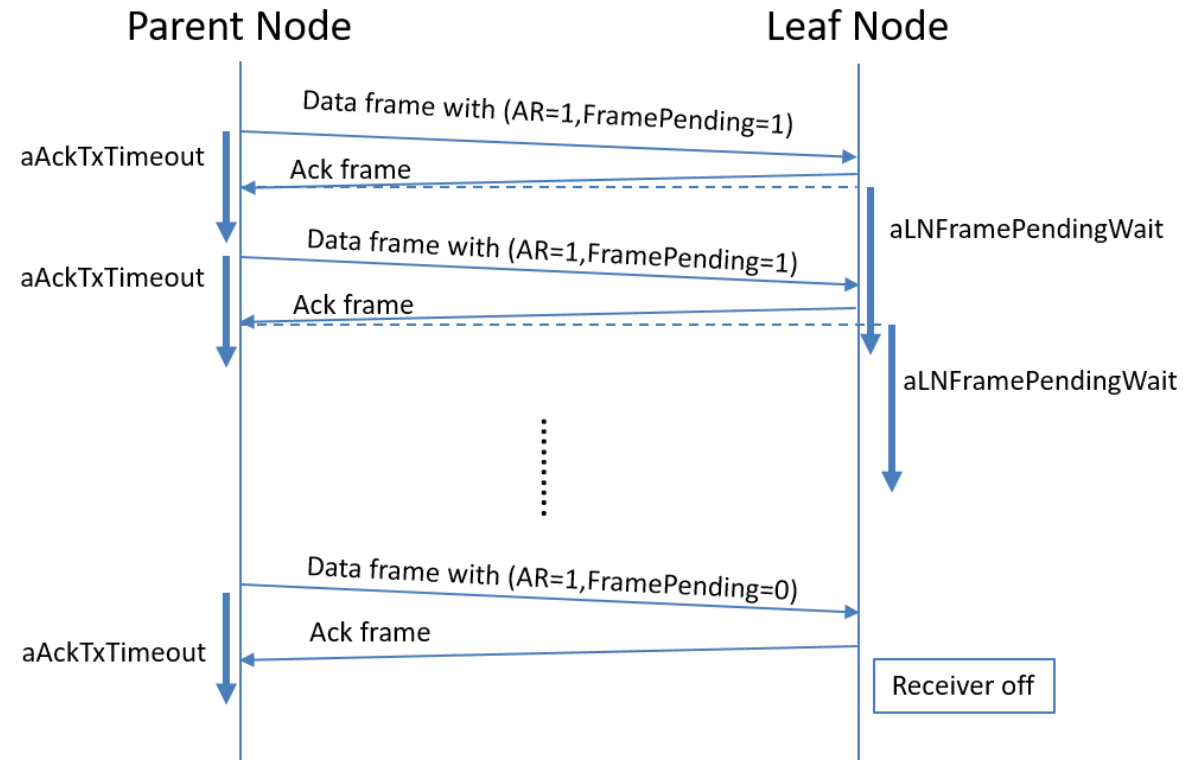 Parent Node
Leaf Node
Data frame with (AR=1,FramePending=1)
aAckTxTimeout
Ack frame
aLNFramePendingWait
Data frame with (AR=1,FramePending=1)
aAckTxTimeout
Ack frame
aLNFramePendingWait
Data frame with (AR=1,FramePending=0)
Ack frame
aAckTxTimeout
Receiver off